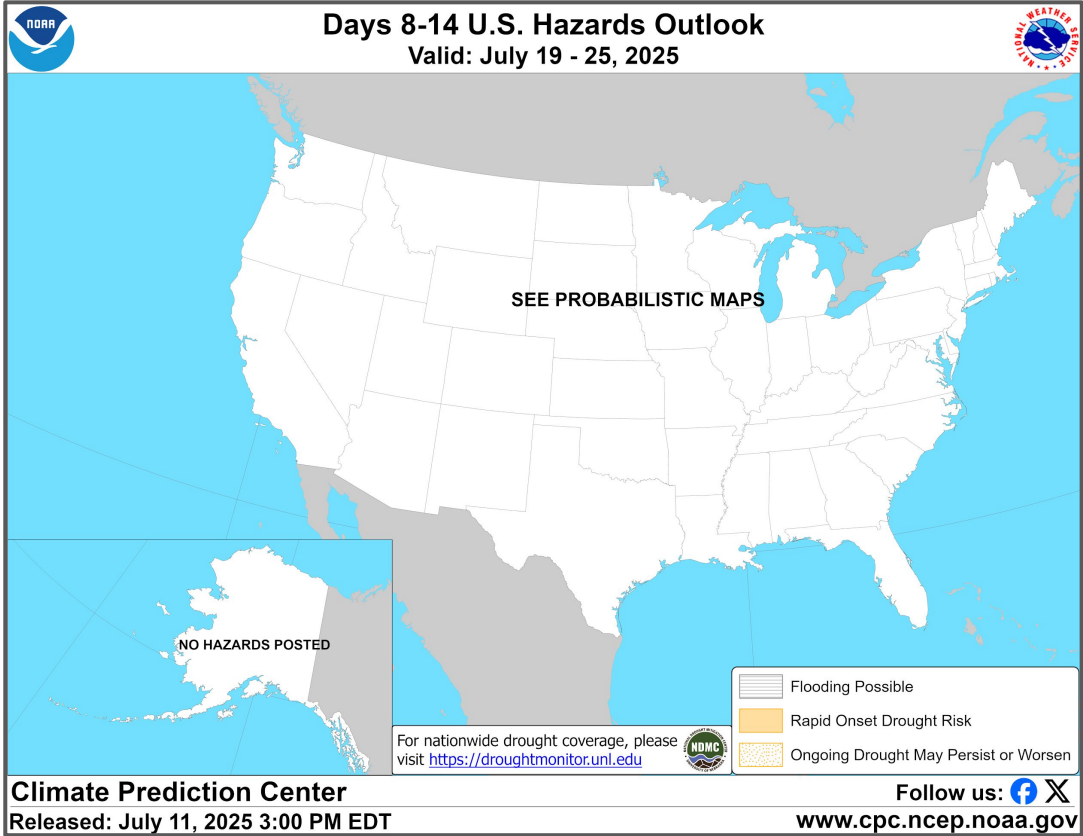 NOAA
Days 8-14 U.S. Hazards Outlook
Valid: July 19 - 25, 2025
NATIONAL WEATHER SERVICE
SEE PROBABILISTIC MAPS
NO HAZARDS POSTED
Flooding Possible
Rapid Onset Drought Risk
Ongoing Drought May Persist or Worsen
For nationwide drought coverage, please
visit https://droughtmonitor.unl.edu
NDMC
Climate Prediction Center
Released: July 11, 2025 3:00 PM EDT
Follow us:
www.cpc.ncep.noaa.gov